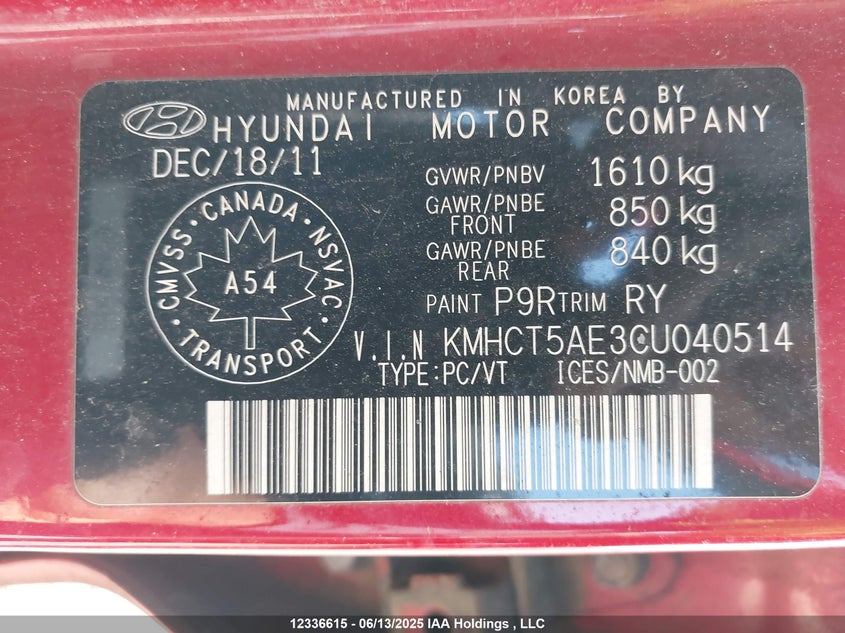 MANUFACTURED IN KOREA BY
HYUNDAI MOTOR COMPANY
DEC/18/11
GVWR/PNBV 1610 kg
GAWR/PNBE FRONT 850 kg
GAWR/PNBE REAR 840 kg
CMVSS • CANADA • NSVAC • TRANSPORT •
A54
PAINT P9R TRIM RY
V.I.N KMHCT5AE3CU040514
TYPE:PC/VT ICES/NMB-002
12336615 - 06/13/2025 IAA Holdings , LLC